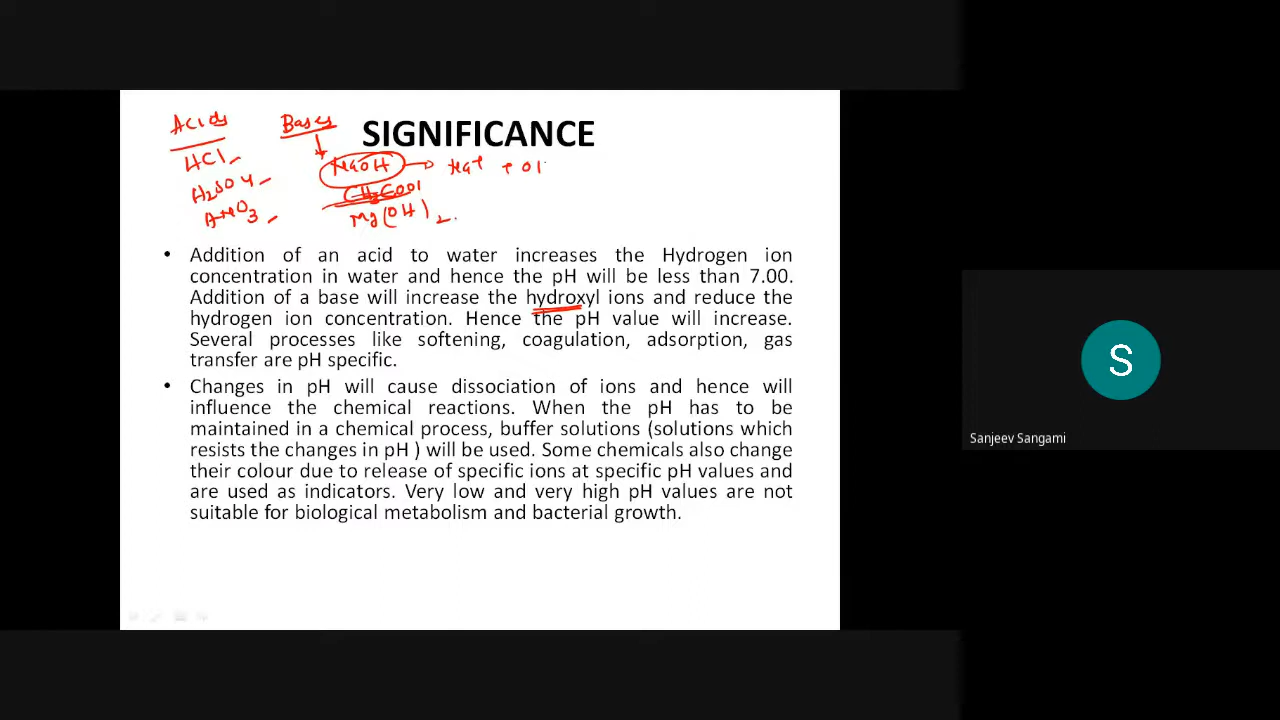 Acids
Bases
SIGNIFICANCE
HCl
NaOH → Na+ + Ol
H2SO4
CH3COOl
HNO3
Mg(OH)2.
• Addition of an acid to water increases the Hydrogen ion
concentration in water and hence the pH will be less than 7.00.
Addition of a base will increase the hydroxyl ions and reduce the
hydrogen ion concentration. Hence the pH value will increase.
Several processes like softening, coagulation, adsorption, gas
transfer are pH specific.
• Changes in pH will cause dissociation of ions and hence will
influence the chemical reactions. When the pH has to be
maintained in a chemical process, buffer solutions (solutions which
resists the changes in pH ) will be used. Some chemicals also change
their colour due to release of specific ions at specific pH values and
are used as indicators. Very low and very high pH values are not
suitable for biological metabolism and bacterial growth.
S
Sanjeev Sangami